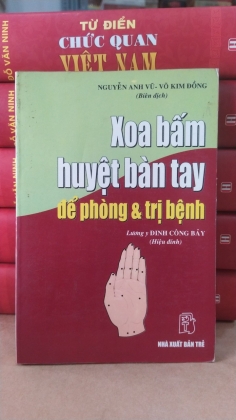 TỪ ĐIỂN
CHỨC QUAN
VIỆT NAM
NGUYỄN ANH VŨ - VÕ KIM ĐỒNG
(Biên dịch)
Xoa bấm
huyệt bàn tay
để phòng & trị bệnh
Lương y ĐINH CÔNG BẢY
(Hiệu đính)
NHÀ XUẤT BẢN TRẺ